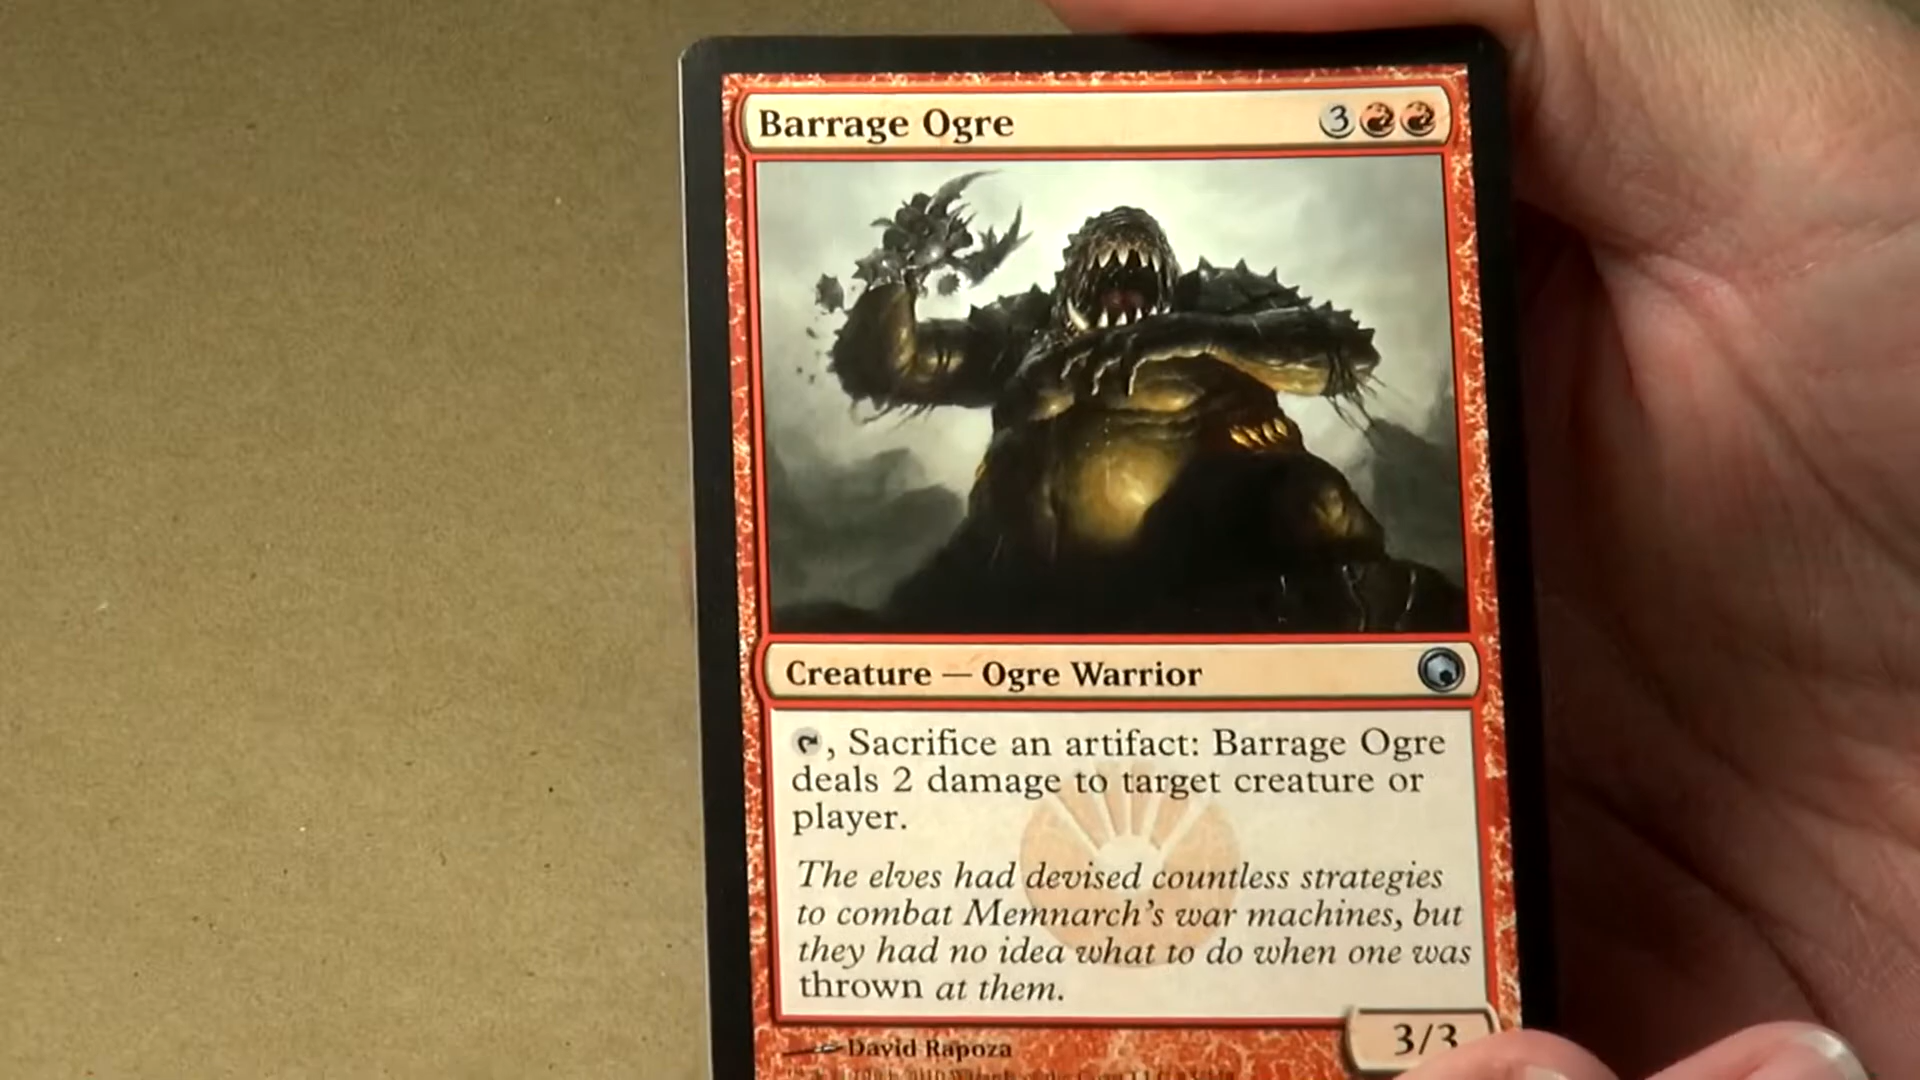 Barrage Ogre 3
Creature — Ogre Warrior
, Sacrifice an artifact: Barrage Ogre
deals 2 damage to target creature or
player.
The elves had devised countless strategies
to combat Memnarch's war machines, but
they had no idea what to do when one was
thrown at them.
3/3
David Rapoza